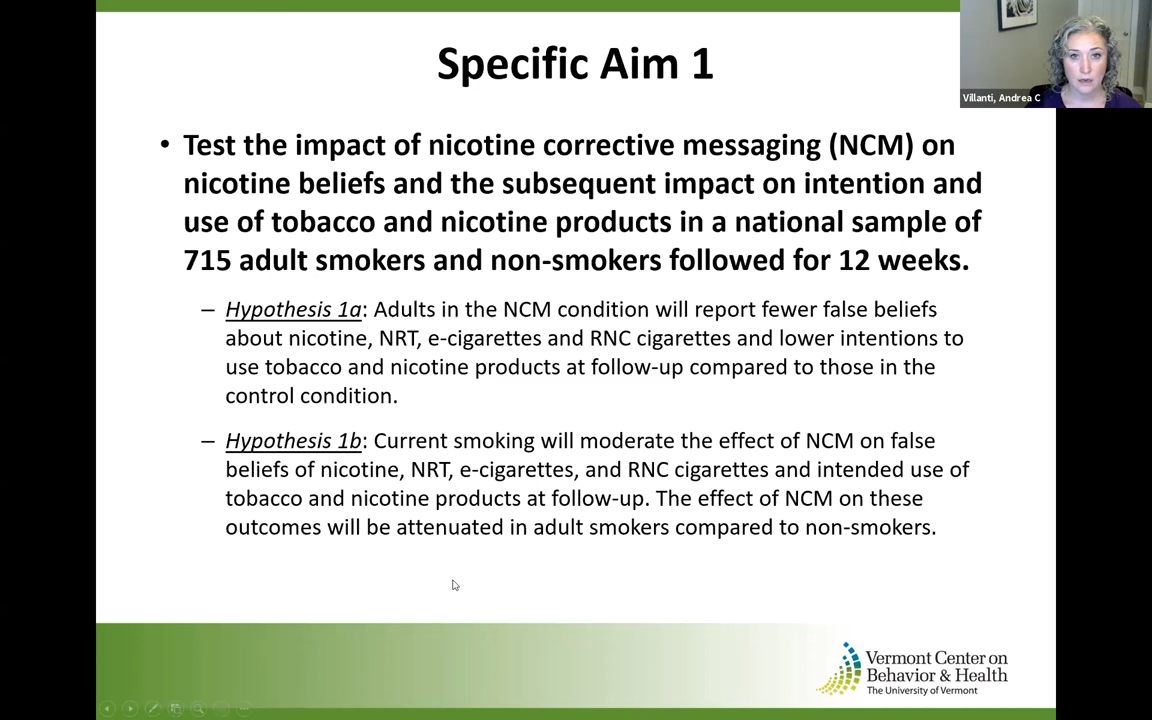 Specific Aim 1
Villanti, Andrea C
• Test the impact of nicotine corrective messaging (NCM) on
nicotine beliefs and the subsequent impact on intention and
use of tobacco and nicotine products in a national sample of
715 adult smokers and non-smokers followed for 12 weeks.
– Hypothesis 1a: Adults in the NCM condition will report fewer false beliefs
about nicotine, NRT, e-cigarettes and RNC cigarettes and lower intentions to
use tobacco and nicotine products at follow-up compared to those in the
control condition.
– Hypothesis 1b: Current smoking will moderate the effect of NCM on false
beliefs of nicotine, NRT, e-cigarettes, and RNC cigarettes and intended use of
tobacco and nicotine products at follow-up. The effect of NCM on these
outcomes will be attenuated in adult smokers compared to non-smokers.
Vermont Center on
Behavior & Health
The University of Vermont